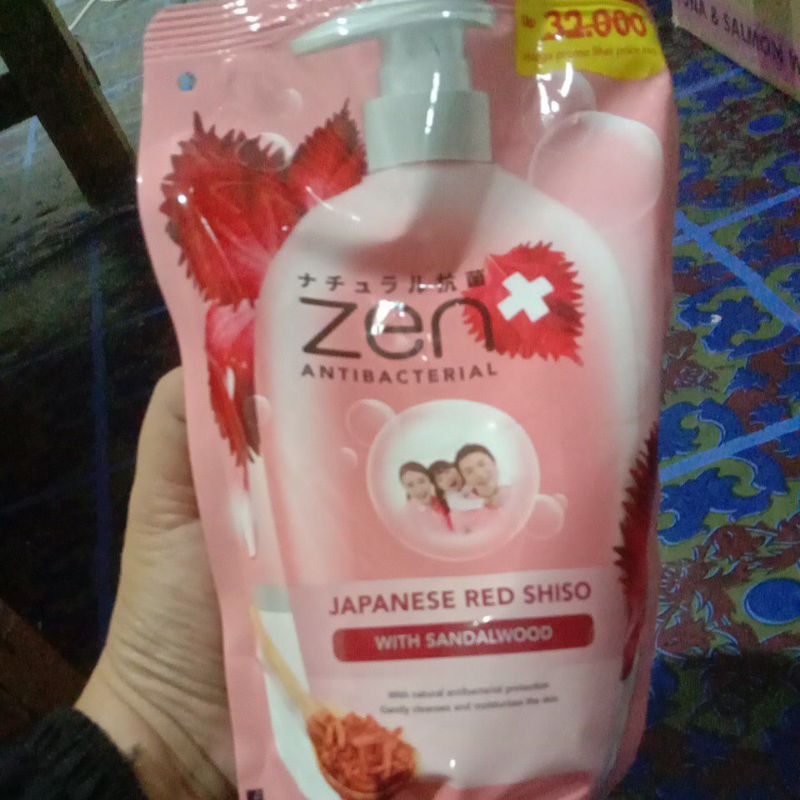 Rp 32.000
ナチュラル抗菌
zen
ANTIBACTERIAL
JAPANESE RED SHISO
WITH SANDALWOOD
With natural antibacterial protection
Gently cleanses and moisturizes the skin
& SALMON